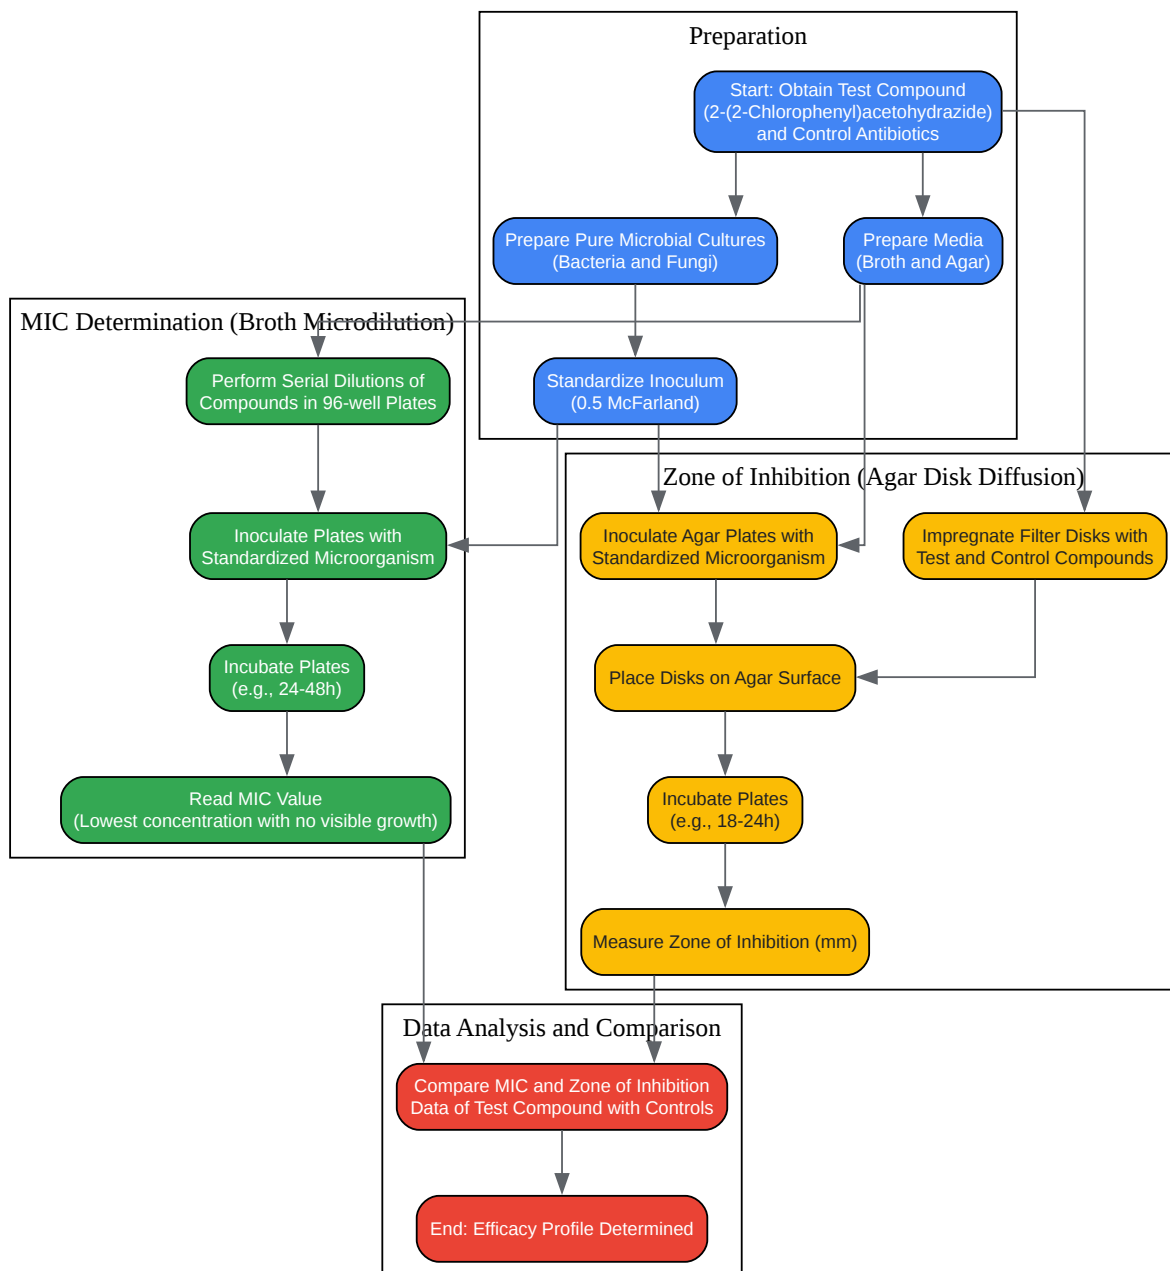 Preparation
Start: Obtain Test Compound
(2-(2-Chlorophenyl)acetohydrazide)
and Control Antibiotics
Prepare Pure Microbial Cultures
(Bacteria and Fungi)
Prepare Media
(Broth and Agar)
Standardize Inoculum
(0.5 McFarland)
MIC Determination (Broth Microdilution)
Perform Serial Dilutions of
Compounds in 96-well Plates
Inoculate Plates with
Standardized Microorganism
Incubate Plates
(e.g., 24-48h)
Read MIC Value
(Lowest concentration with no visible growth)
Zone of Inhibition (Agar Disk Diffusion)
Inoculate Agar Plates with
Standardized Microorganism
Impregnate Filter Disks with
Test and Control Compounds
Place Disks on Agar Surface
Incubate Plates
(e.g., 18-24h)
Measure Zone of Inhibition (mm)
Data Analysis and Comparison
Compare MIC and Zone of Inhibition
Data of Test Compound with Controls
End: Efficacy Profile Determined